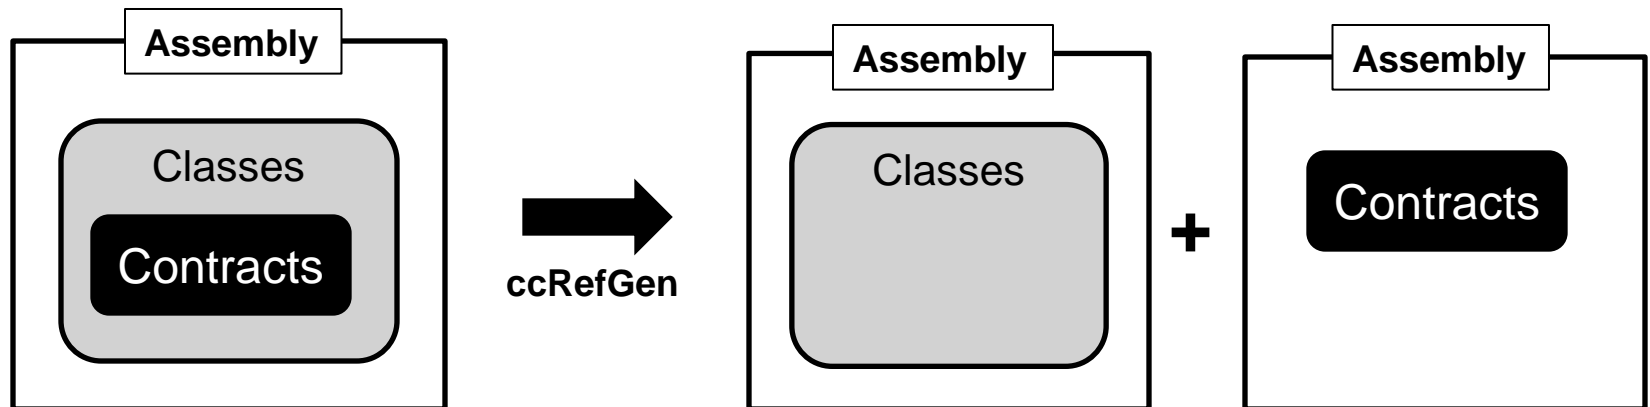 Assembly
Classes
Contracts
ccRefGen
Assembly
Classes
+
Assembly
Contracts